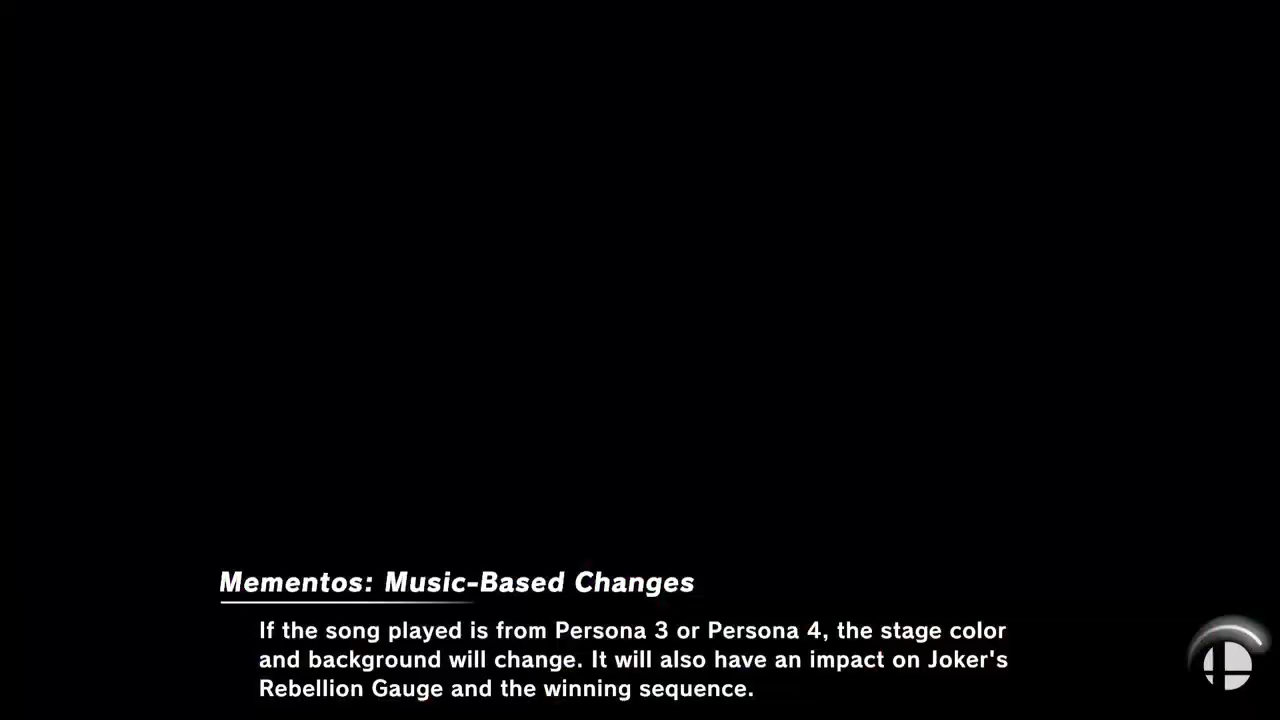 Mementos: Music-Based Changes
If the song played is from Persona 3 or Persona 4, the stage color
and background will change. It will also have an impact on Joker's
Rebellion Gauge and the winning sequence.